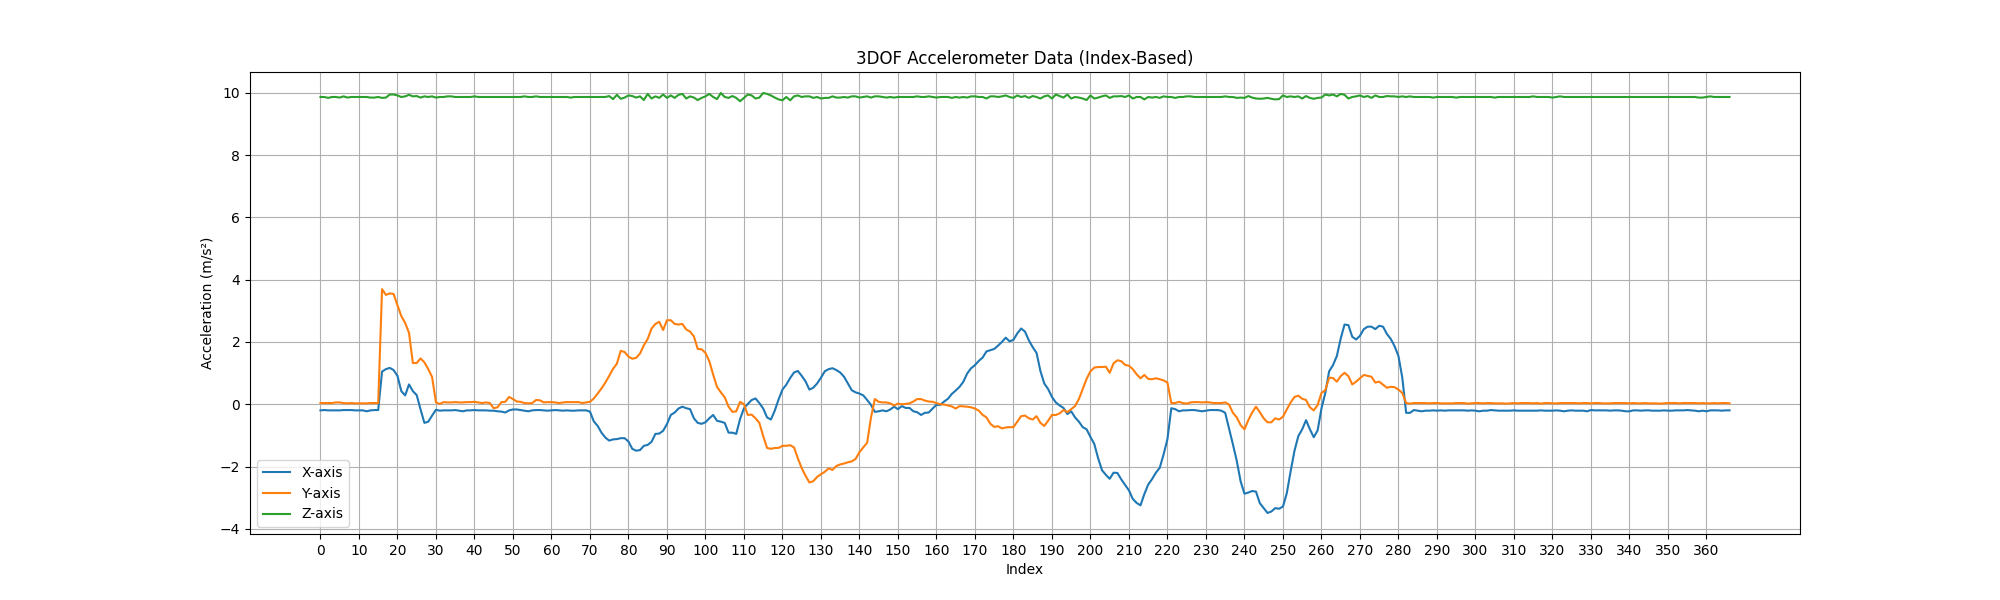 3DOF Accelerometer Data (Index-Based)
Acceleration (m/s²)
10
8
6
4
2
0
−2
−4
X-axis
Y-axis
Z-axis
0 10 20 30 40 50 60 70 80 90 100 110 120 130 140 150 160 170 180 190 200 210 220 230 240 250 260 270 280 290 300 310 320 330 340 350 360
Index